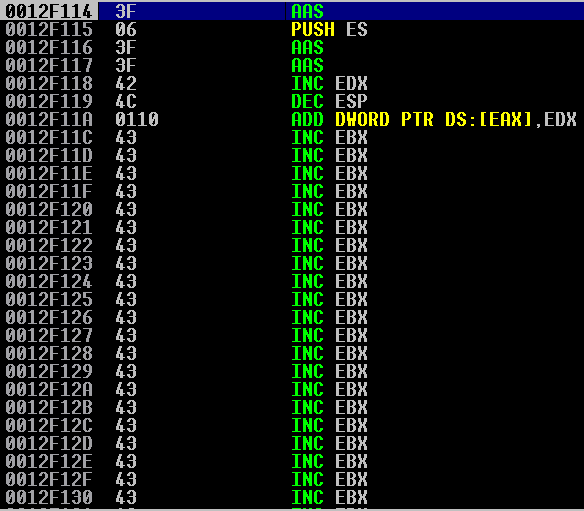 0012F114 3F AAS
0012F115 06 PUSH ES
0012F116 3F AAS
0012F117 3F AAS
0012F118 42 INC EDX
0012F119 4C DEC ESP
0012F11A 0110 ADD DWORD PTR DS:[EAX],EDX
0012F11C 43 INC EBX
0012F11D 43 INC EBX
0012F11E 43 INC EBX
0012F11F 43 INC EBX
0012F120 43 INC EBX
0012F121 43 INC EBX
0012F122 43 INC EBX
0012F123 43 INC EBX
0012F124 43 INC EBX
0012F125 43 INC EBX
0012F126 43 INC EBX
0012F127 43 INC EBX
0012F128 43 INC EBX
0012F129 43 INC EBX
0012F12A 43 INC EBX
0012F12B 43 INC EBX
0012F12C 43 INC EBX
0012F12D 43 INC EBX
0012F12E 43 INC EBX
0012F12F 43 INC EBX
0012F130 43 INC EBX